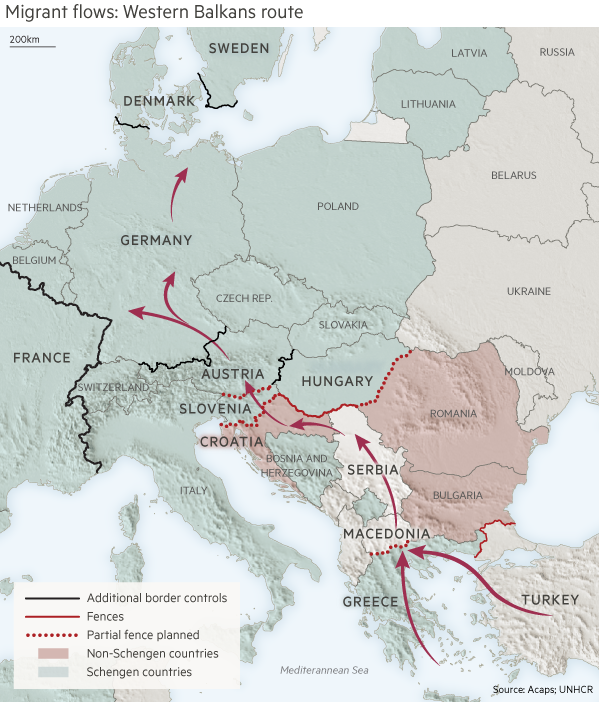 Migrant flows: Western Balkans route
200km
SWEDEN
LATVIA
RUSSIA
DENMARK
LITHUANIA
BELARUS
NETHERLANDS
POLAND
GERMANY
BELGIUM
UKRAINE
CZECH REP.
SLOVAKIA
FRANCE
AUSTRIA
MOLDOVA
HUNGARY
SWITZERLAND
SLOVENIA
ROMANIA
CROATIA
BOSNIA AND
HERZEGOVINA
SERBIA
ITALY
BULGARIA
MACEDONIA
GREECE
TURKEY
Additional border controls
Fences
Partial fence planned
Non-Schengen countries
Schengen countries
Mediterannean Sea
Source: Acaps; UNHCR